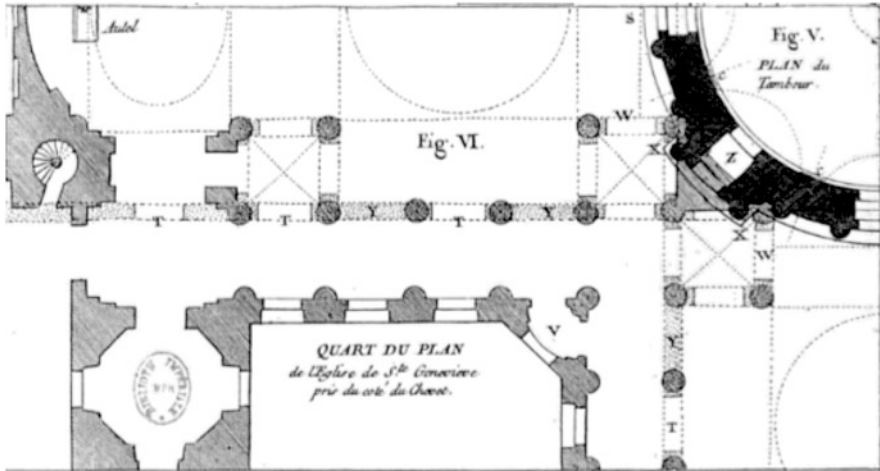 Autel
S
Fig. V.
PLAN du
Tambour.
W
Fig. VI.
X
Z
T
T
Y
T
Y
X
W
V
QUART DU PLAN
de l'Eglise de Ste Genevieve
pris du coté du Chevet.
Y
T